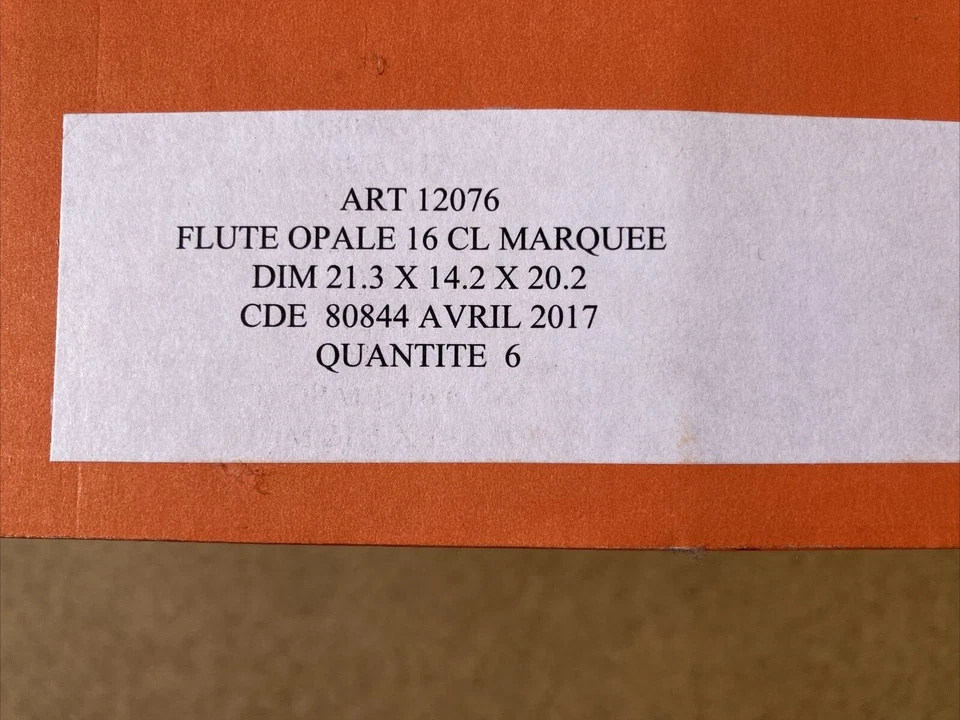 ART 12076
FLUTE OPALE 16 CL MARQUEE
DIM 21.3 X 14.2 X 20.2
CDE  80844 AVRIL 2017
QUANTITE  6